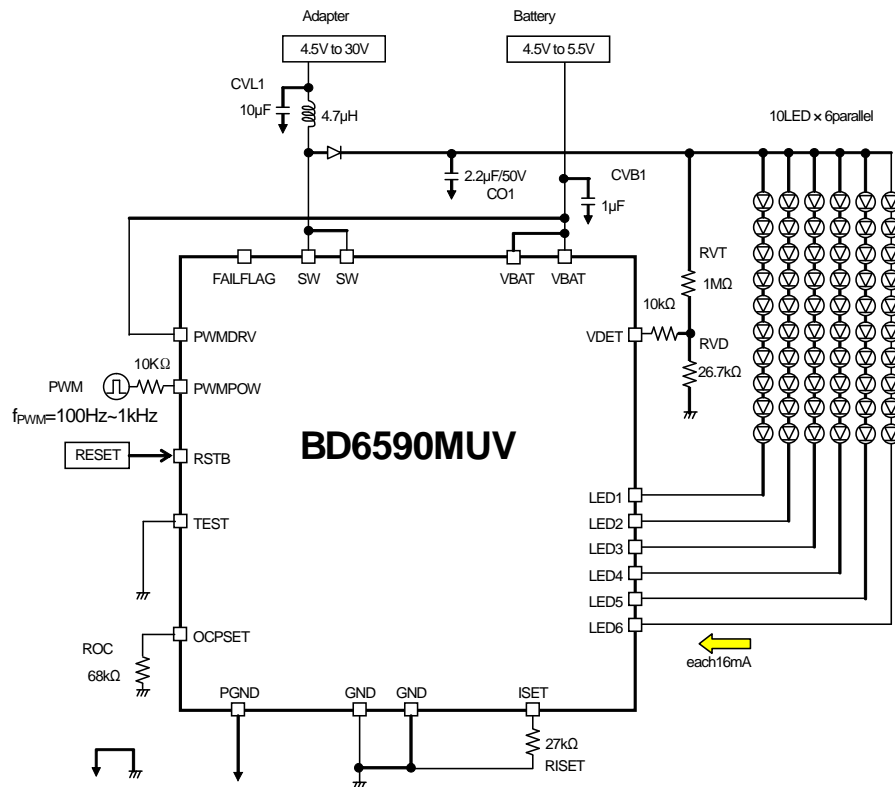 Adapter
Battery
4.5V to 30V
4.5V to 5.5V
CVL1
10µF
4.7µH
10LED × 6parallel
2.2µF/50V
CO1
CVB1
1µF
FAILFLAG
SW
SW
VBAT
VBAT
RVT
1MΩ
10kΩ
PWMDRV
VDET
RVD
10KΩ
26.7kΩ
PWM
PWMPOW
fPWM=100Hz~1kHz
BD6590MUV
RESET
RSTB
LED1
TEST
LED2
LED3
LED4
LED5
LED6
OCPSET
ROC
68kΩ
each16mA
PGND
GND
GND
ISET
27kΩ
RISET